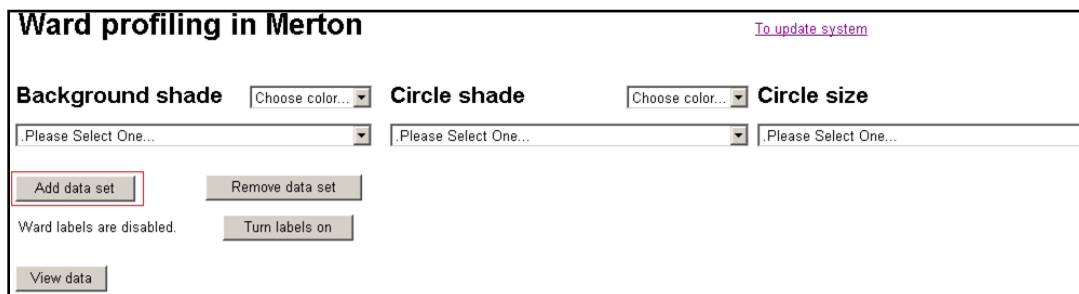 Ward profiling in Merton
To update system
Background shade Choose color... Circle shade Choose color... Circle size
.Please Select One... .Please Select One... .Please Select One...
Add data set Remove data set
Ward labels are disabled. Turn labels on
View data